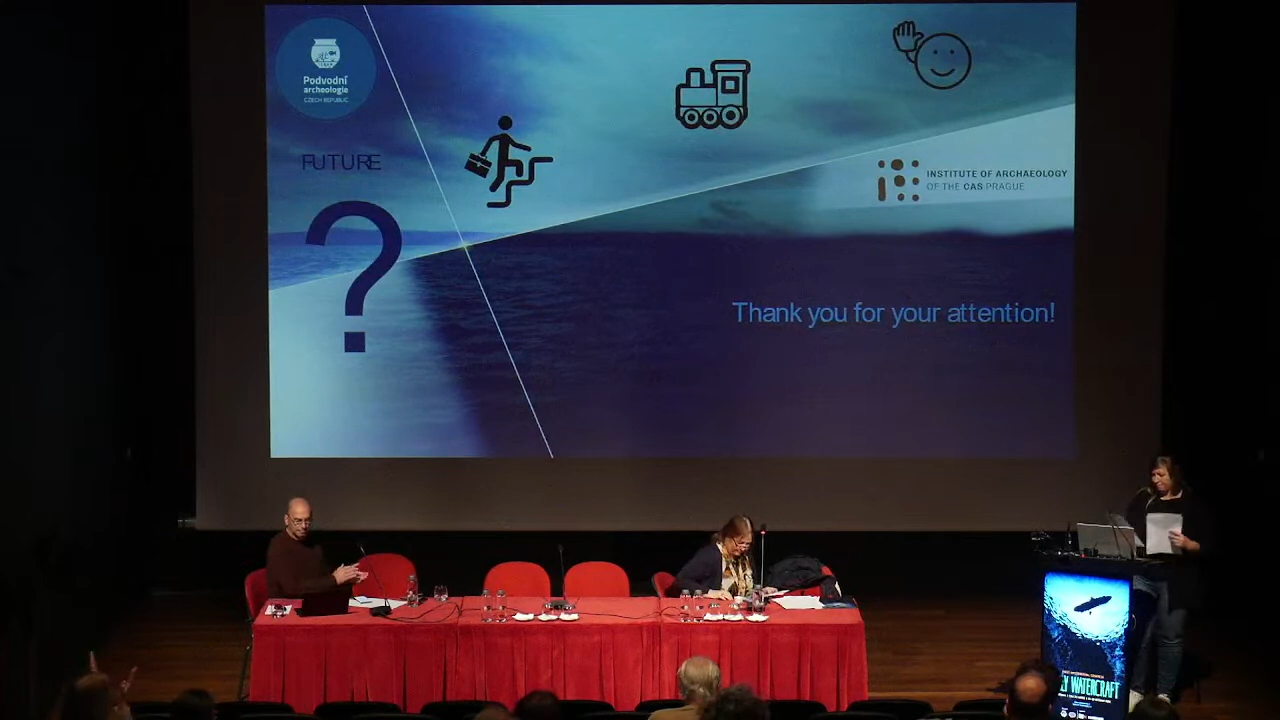 Podvodní
archeologie
CZECH REPUBLIC
FUTURE
?
INSTITUTE OF ARCHAEOLOGY
OF THE CAS PRAGUE
Thank you for your attention!
WATERCRAFT